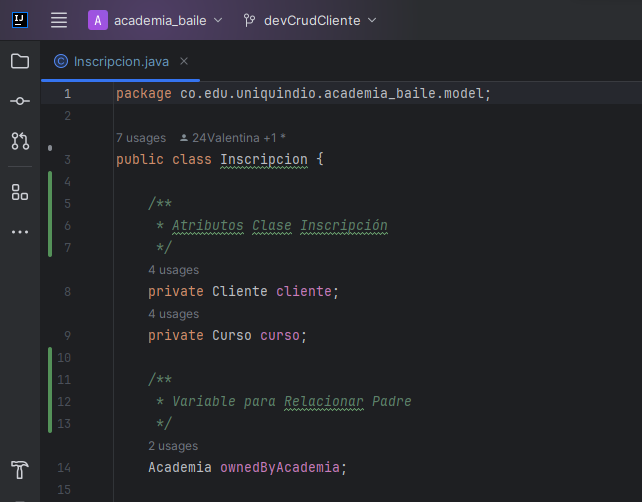 IJ
A academia_baile devCrudCliente
Inscripcion.java
1 package co.edu.uniquindio.academia_baile.model;
2
7 usages 24Valentina +1 *
3 public class Inscripcion {
4
5 /**
6 * Atributos Clase Inscripción
7 */
4 usages
8 private Cliente cliente;
4 usages
9 private Curso curso;
10
11 /**
12 * Variable para Relacionar Padre
13 */
2 usages
14 Academia ownedByAcademia;
15